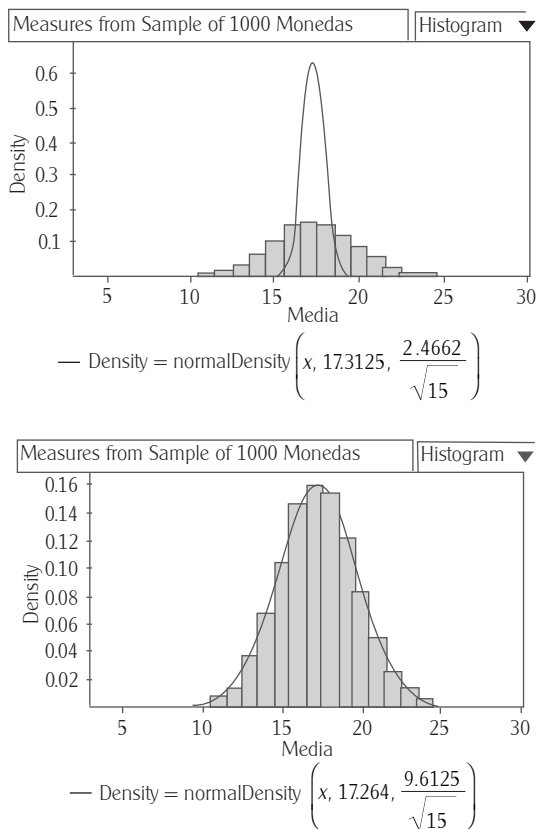 Measures from Sample of 1000 Monedas
Histogram
Density
0.6
0.5
0.4
0.3
0.2
0.1
5
10
15
20
25
30
Media
Density = normalDensity (x, 17.3125, 2.4662 / √15)
Measures from Sample of 1000 Monedas
Histogram
Density
0.16
0.14
0.12
0.10
0.08
0.06
0.04
0.02
5
10
15
20
25
30
Media
Density = normalDensity (x, 17.264, 9.6125 / √15)